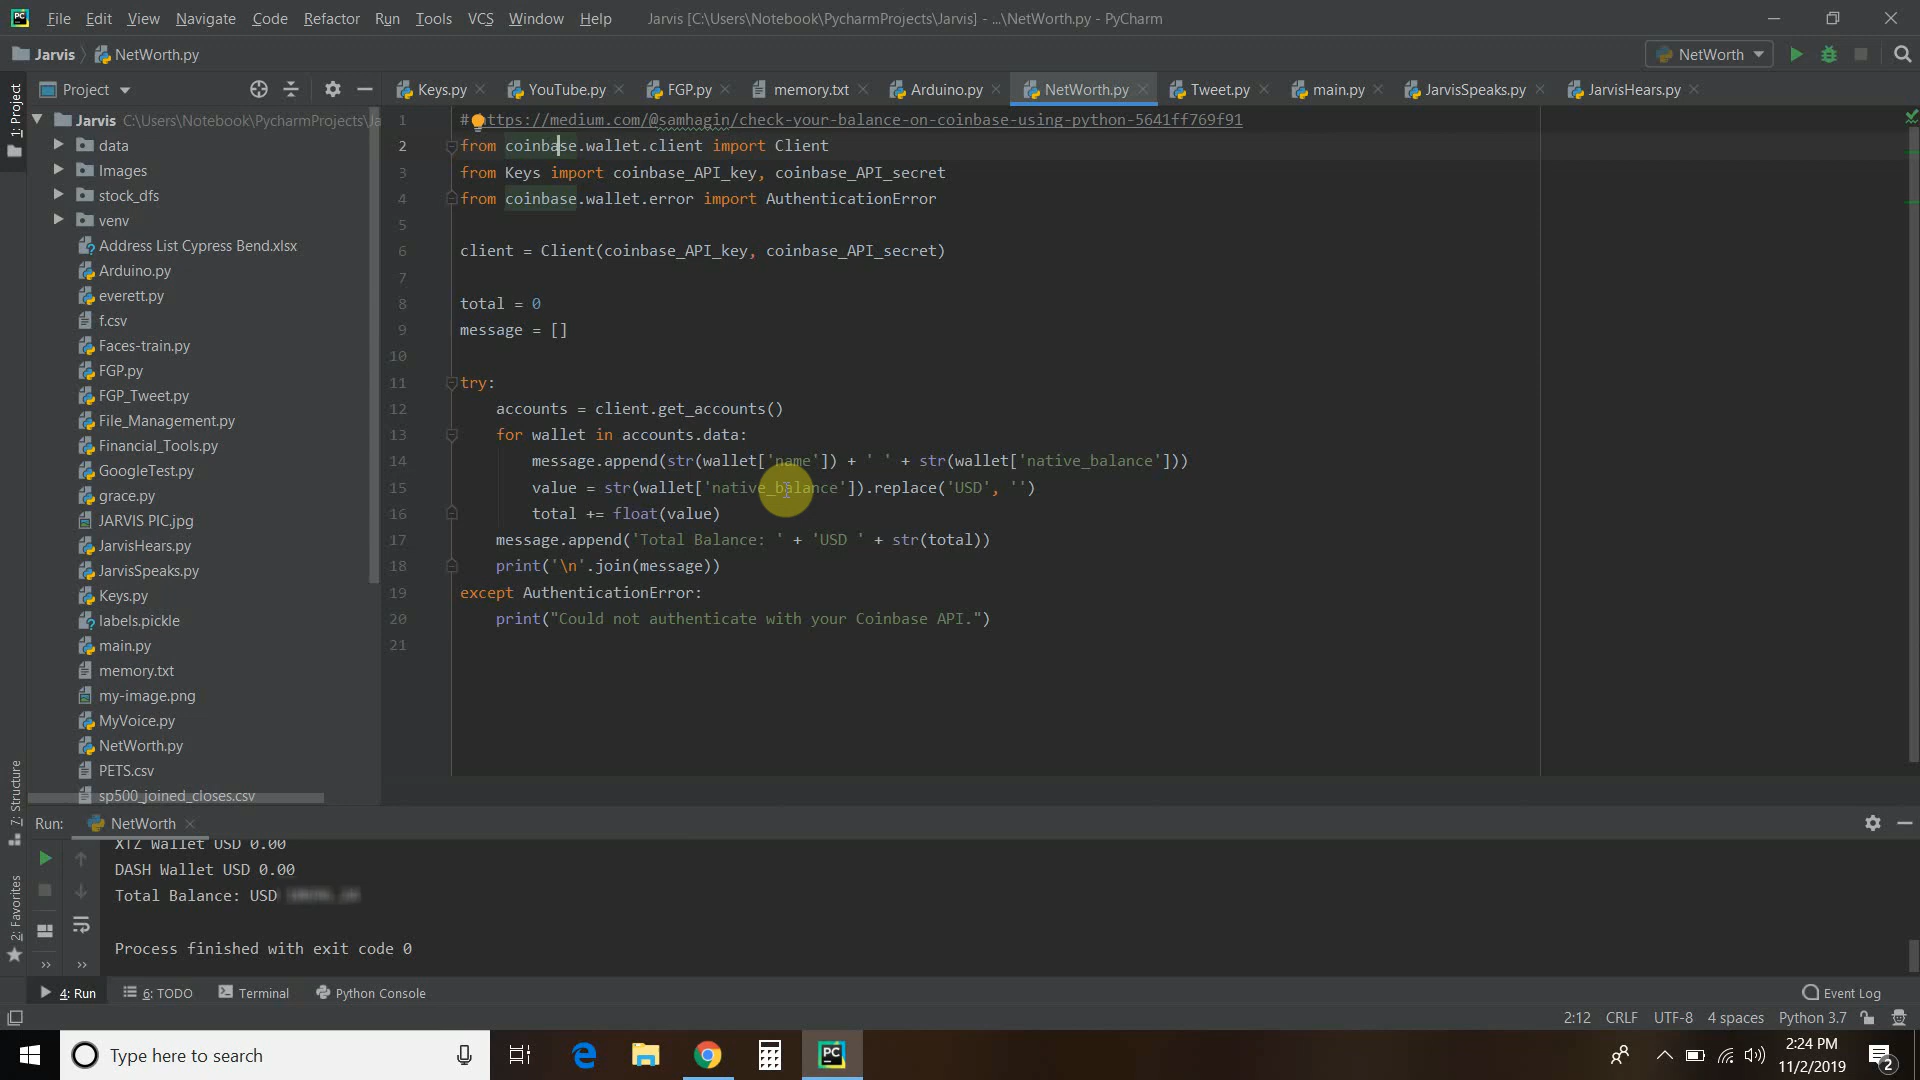 File Edit View Navigate Code Refactor Run Tools VCS Window Help Jarvis [C:\Users\Notebook\PycharmProjects\Jarvis] - ...\NetWorth.py - PyCharm
Jarvis NetWorth.py NetWorth
Project Keys.py YouTube.py FGP.py memory.txt Arduino.py NetWorth.py Tweet.py main.py JarvisSpeaks.py JarvisHears.py
1: Project
7: Structure
2: Favorites
Jarvis C:\Users\Notebook\PycharmProjects\Ja
data
Images
stock_dfs
venv
Address List Cypress Bend.xlsx
Arduino.py
everett.py
f.csv
Faces-train.py
FGP.py
FGP_Tweet.py
File_Management.py
Financial_Tools.py
GoogleTest.py
grace.py
JARVIS PIC.jpg
JarvisHears.py
JarvisSpeaks.py
Keys.py
labels.pickle
main.py
memory.txt
my-image.png
MyVoice.py
NetWorth.py
PETS.csv
sp500_joined_closes.csv
1 # ttps://medium.com/@samhagin/check-your-balance-on-coinbase-using-python-5641ff769f91
2 from coinbase.wallet.client import Client
3 from Keys import coinbase_API_key, coinbase_API_secret
4 from coinbase.wallet.error import AuthenticationError
5
6 client = Client(coinbase_API_key, coinbase_API_secret)
7
8 total = 0
9 message = []
10
11 try:
12 accounts = client.get_accounts()
13 for wallet in accounts.data:
14 message.append(str(wallet['name']) + ' ' + str(wallet['native_balance']))
15 value = str(wallet['native_balance']).replace('USD', '')
16 total += float(value)
17 message.append('Total Balance: ' + 'USD ' + str(total))
18 print('\n'.join(message))
19 except AuthenticationError:
20 print("Could not authenticate with your Coinbase API.")
21
Run: NetWorth
XTZ Wallet USD 0.00
DASH Wallet USD 0.00
Total Balance: USD
Process finished with exit code 0
4: Run 6: TODO Terminal Python Console Event Log
2:12 CRLF UTF-8 4 spaces Python 3.7
Type here to search
2:24 PM
11/2/2019
2